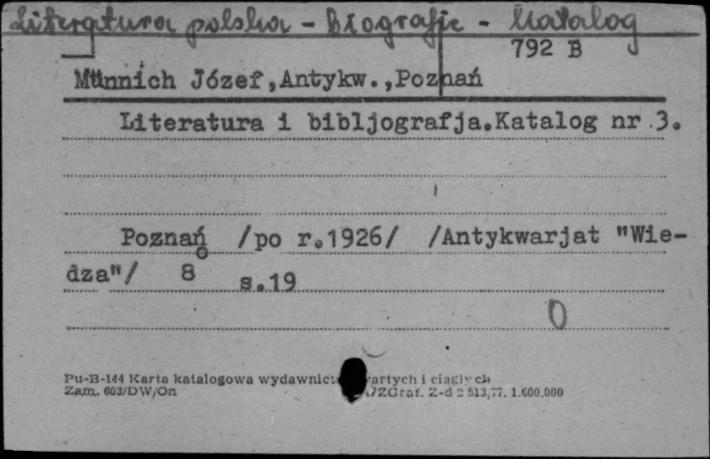 Literatura polska - biografie - katalog
792 B
Münnich Józef,Antykw.,Poznań
Literatura i bibljografja.Katalog nr 3.
Poznań /po r.1926/ /Antykwarjat "Wie-
dza"/ 8° s.19
0
Pu-B-144 Karta katalogowa wydawnict artych i ciągłych
Zam. 603/DW/On ZGraf. Z-d 2 513,77. 1.600.000